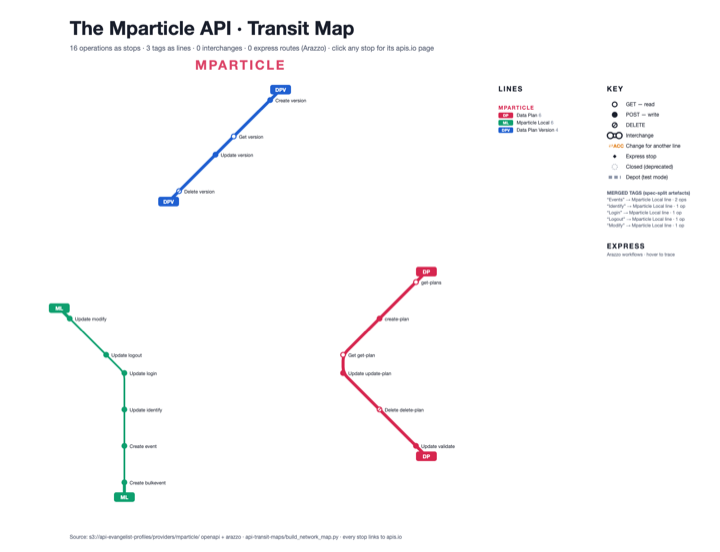 The Mparticle API · Transit Map
16 operations as stops · 3 tags as lines · 0 interchanges · 0 express routes (Arazzo) · click any stop for its apis.io page
MPARTICLE
DPV
Create version
Get version
Update version
Delete version
DPV
LINES
MPARTICLE
DP Data Plan 6
ML Mparticle Local 6
DPV Data Plan Version 4
KEY
GET — read
POST — write
DELETE
Interchange
↩ACC Change for another line
Express stop
Closed (deprecated)
Depot (test mode)
MERGED TAGS (spec-split artefacts)
"Events" → Mparticle Local line · 2 ops
"Identify" → Mparticle Local line · 1 op
"Login" → Mparticle Local line · 1 op
"Logout" → Mparticle Local line · 1 op
"Modify" → Mparticle Local line · 1 op
EXPRESS
Arazzo workflows · hover to trace
DP
get-plans
create-plan
Get get-plan
Update update-plan
Delete delete-plan
Update validate
DP
ML
Update modify
Update logout
Update login
Update identify
Create event
Create bulkevent
ML
Source: s3://api-evangelist-profiles/providers/mparticle/ openapi + arazzo · api-transit-maps/build_network_map.py · every stop links to apis.io